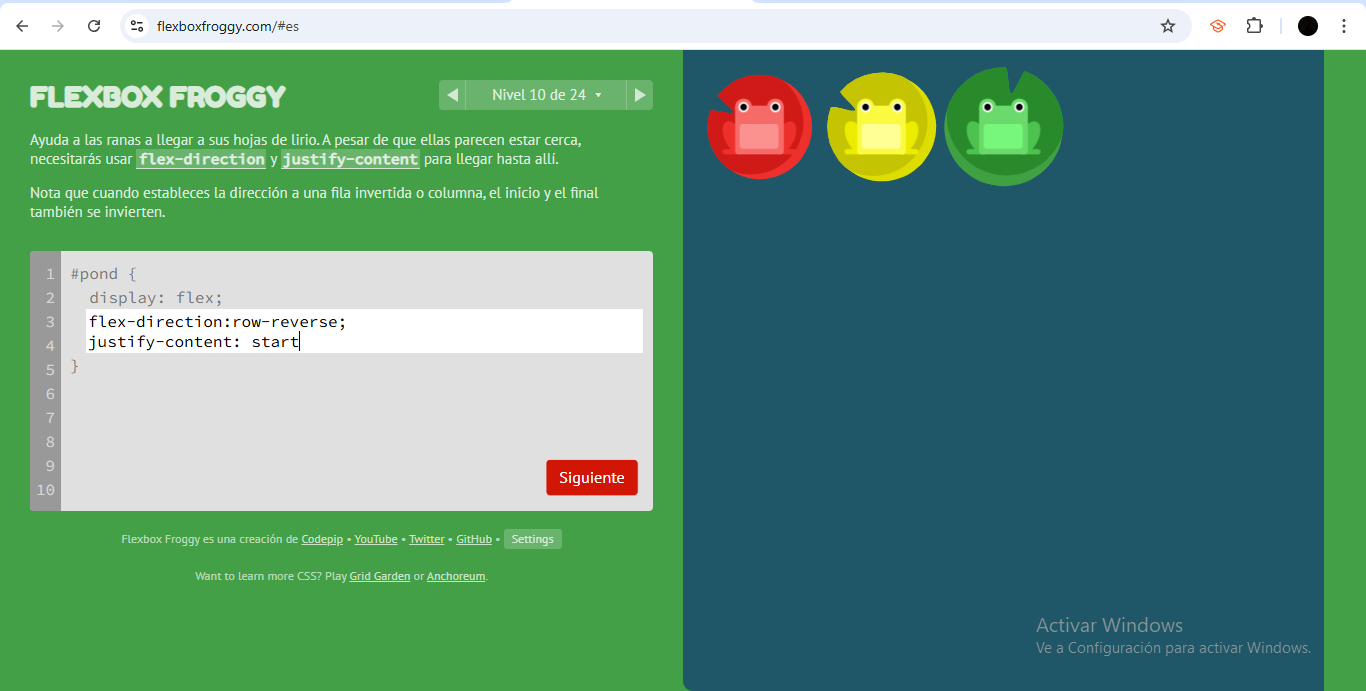 flexboxfroggy.com/#es
FLEXBOX FROGGY
Nivel 10 de 24
Ayuda a las ranas a llegar a sus hojas de lirio. A pesar de que ellas parecen estar cerca,
necesitarás usar flex-direction y justify-content para llegar hasta allí.
Nota que cuando estableces la dirección a una fila invertida o columna, el inicio y el final
también se invierten.
1 #pond {
2 display: flex;
3 flex-direction:row-reverse;
4 justify-content: start
5 }
6
7
8
9
10
Siguiente
Flexbox Froggy es una creación de Codepip • YouTube • Twitter • GitHub • Settings
Want to learn more CSS? Play Grid Garden or Anchoreum.
Activar Windows
Ve a Configuración para activar Windows.